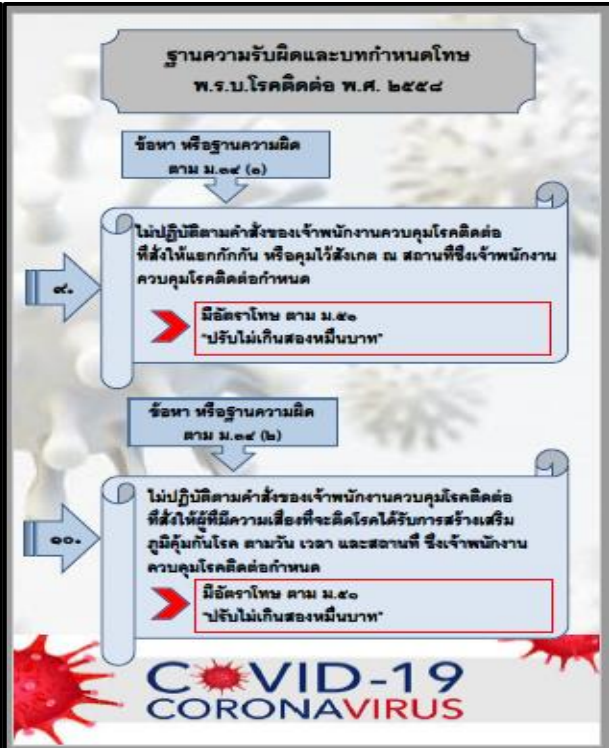 ฐานความรับผิดและบทกำหนดโทษ
พ.ร.บ.โรคติดต่อ พ.ศ. ๒๕๕๘
ข้อหา หรือฐานความผิด
ตาม ม.๓๔ (๑)
๙.
ไม่ปฏิบัติตามคำสั่งของเจ้าพนักงานควบคุมโรคติดต่อ
ที่สั่งให้แยกกักกัน หรือคุมไว้สังเกต ณ สถานที่ซึ่งเจ้าพนักงาน
ควบคุมโรคติดต่อกำหนด
มีอัตราโทษ ตาม ม.๕๑
"ปรับไม่เกินสองหมื่นบาท"
ข้อหา หรือฐานความผิด
ตาม ม.๓๔ (๒)
๑๐.
ไม่ปฏิบัติตามคำสั่งของเจ้าพนักงานควบคุมโรคติดต่อ
ที่สั่งให้ผู้ที่มีความเสี่ยงที่จะติดโรคได้รับการสร้างเสริม
ภูมิคุ้มกันโรค ตามวัน เวลา และสถานที่ ซึ่งเจ้าพนักงาน
ควบคุมโรคติดต่อกำหนด
มีอัตราโทษ ตาม ม.๕๑
"ปรับไม่เกินสองหมื่นบาท"
COVID-19
CORONAVIRUS